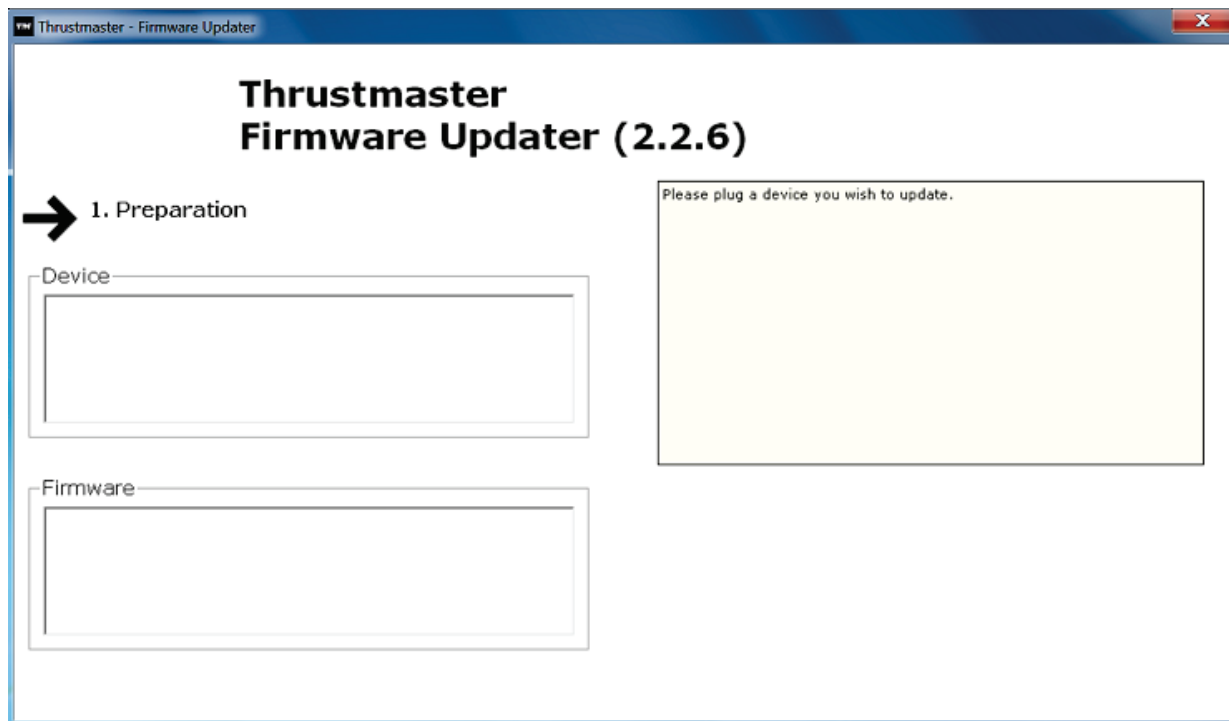 Thrustmaster - Firmware Updater
Thrustmaster
Firmware Updater (2.2.6)
1. Preparation
Please plug a device you wish to update.
Device
Firmware